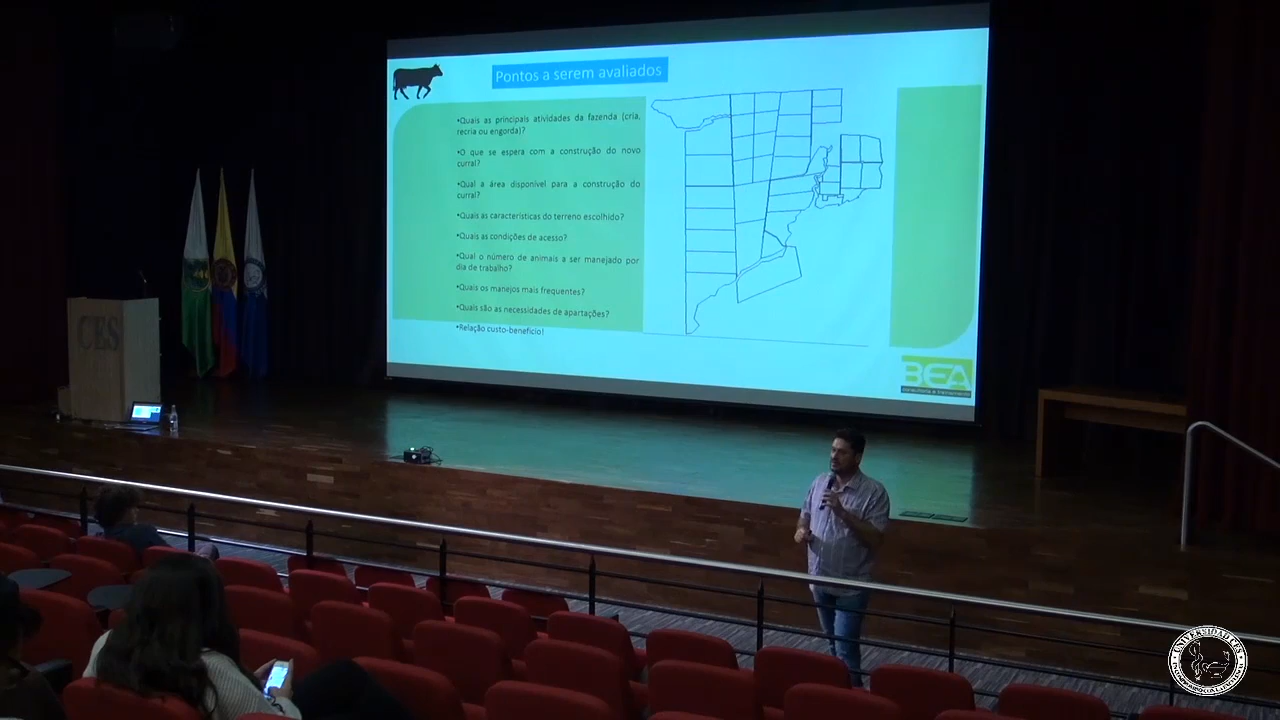 Pontos a serem avaliados
•Quais as principais atividades da fazenda (cria,
recria ou engorda)?
•O que se espera com a construção do novo
curral?
•Qual a área disponível para a construção do
curral?
•Quais as características do terreno escolhido?
•Quais as condições de acesso?
•Qual o número de animais a ser manejado por
dia de trabalho?
•Quais os manejos mais frequentes?
•Quais são as necessidades de apartações?
•Relação custo-benefício!
BEA
CES
UNIVERSIDAD CES